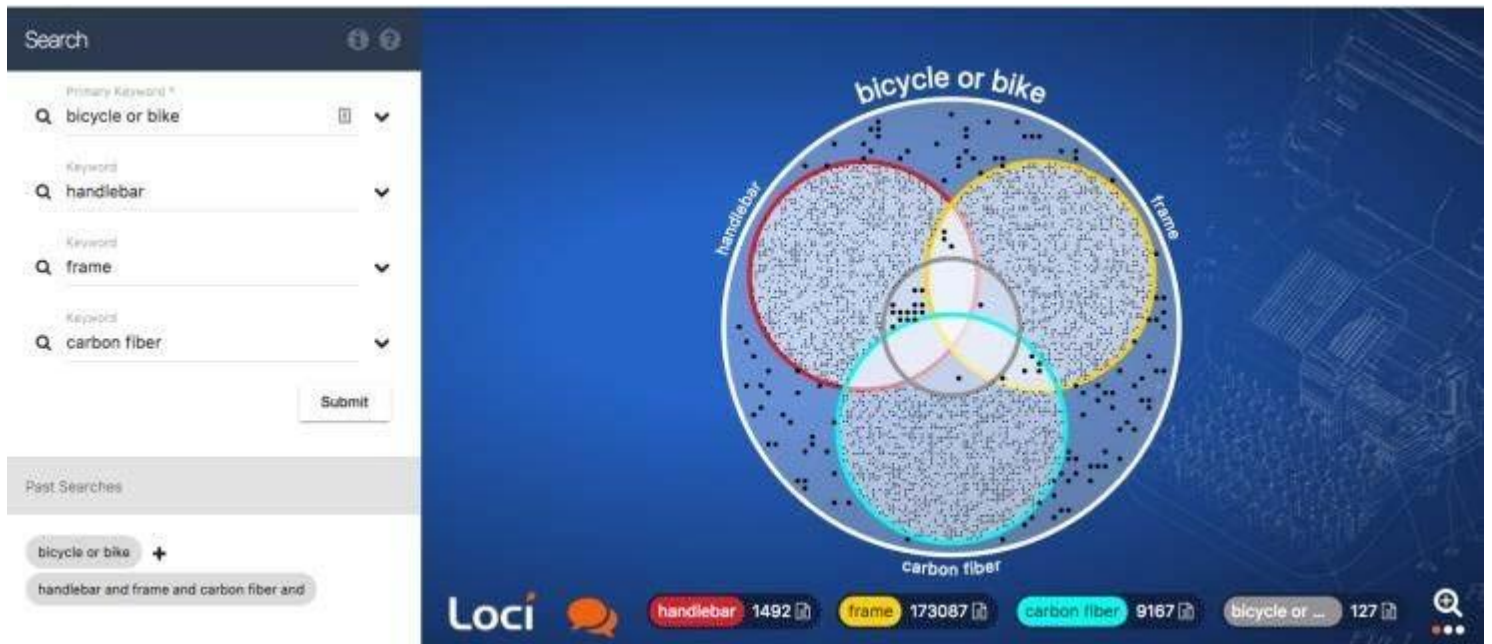 Search
Primary Keyword *
bicycle or bike
Keyword
handlebar
Keyword
frame
Keyword
carbon fiber
Submit
Past Searches
bicycle or bike +
handlebar and frame and carbon fiber and
bicycle or bike
handlebar
frame
carbon fiber
Loci
handlebar 1492
frame 173087
carbon fiber 9167
bicycle or ... 127